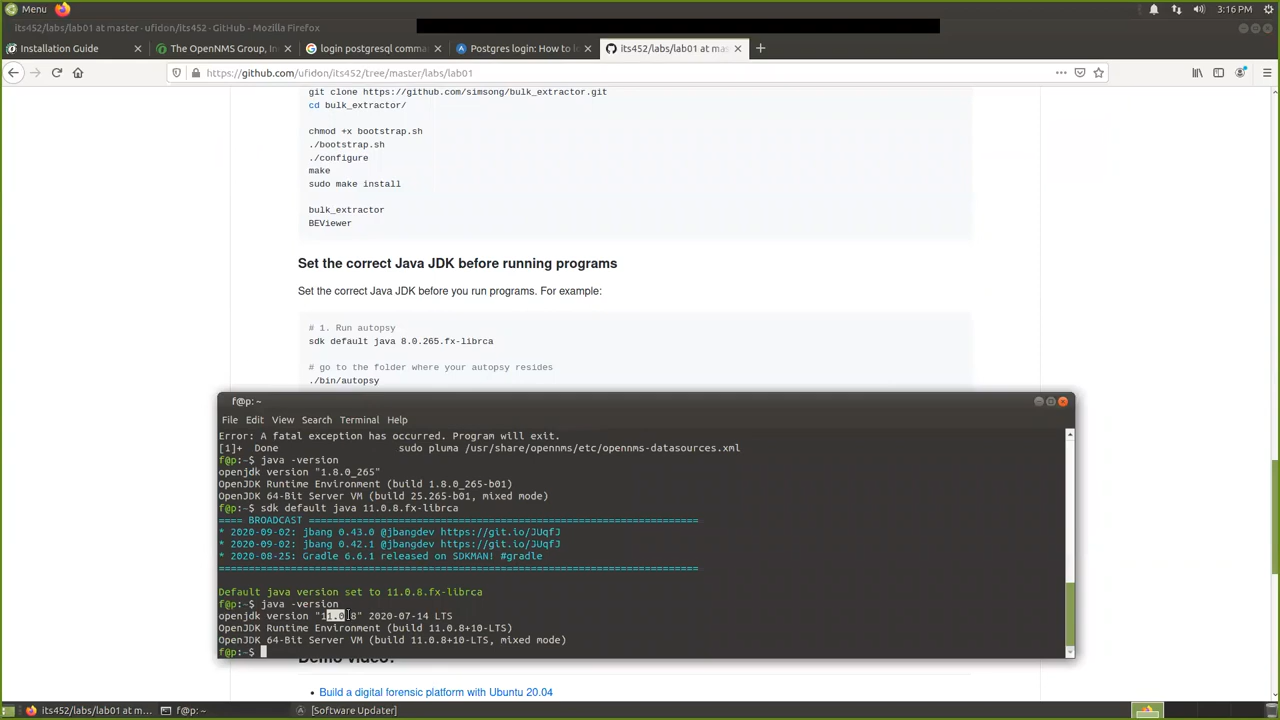 Menu
3:16 PM
its452/labs/lab01 at master · ufidon/its452 · GitHub - Mozilla Firefox
Installation Guide
The OpenNMS Group, In
login postgresql comma
Postgres login: How to lo
its452/labs/lab01 at mas
https://github.com/ufidon/its452/tree/master/labs/lab01
git clone https://github.com/simsong/bulk_extractor.git
cd bulk_extractor/
chmod +x bootstrap.sh
./bootstrap.sh
./configure
make
sudo make install
bulk_extractor
BEViewer
Set the correct Java JDK before running programs
Set the correct Java JDK before you run programs. For example:
# 1. Run autopsy
sdk default java 8.0.265.fx-librca
# go to the folder where your autopsy resides
./bin/autopsy
f@p: ~
File Edit View Search Terminal Help
Error: A fatal exception has occurred. Program will exit.
[1]+ Done sudo pluma /usr/share/opennms/etc/opennms-datasources.xml
f@p:~$ java -version
openjdk version "1.8.0_265"
OpenJDK Runtime Environment (build 1.8.0_265-b01)
OpenJDK 64-Bit Server VM (build 25.265-b01, mixed mode)
f@p:~$ sdk default java 11.0.8.fx-librca
==== BROADCAST =================================================================
* 2020-09-02: jbang 0.43.0 @jbangdev https://git.io/JUqfJ
* 2020-09-02: jbang 0.42.1 @jbangdev https://git.io/JUqfJ
* 2020-08-25: Gradle 6.6.1 released on SDKMAN! #gradle
================================================================================
Default java version set to 11.0.8.fx-librca
f@p:~$ java -version
openjdk version "11.0.8" 2020-07-14 LTS
OpenJDK Runtime Environment (build 11.0.8+10-LTS)
OpenJDK 64-Bit Server VM (build 11.0.8+10-LTS, mixed mode)
f@p:~$
Demo video?
Build a digital forensic platform with Ubuntu 20.04
its452/labs/lab01 at m...
f@p: ~
[Software Updater]